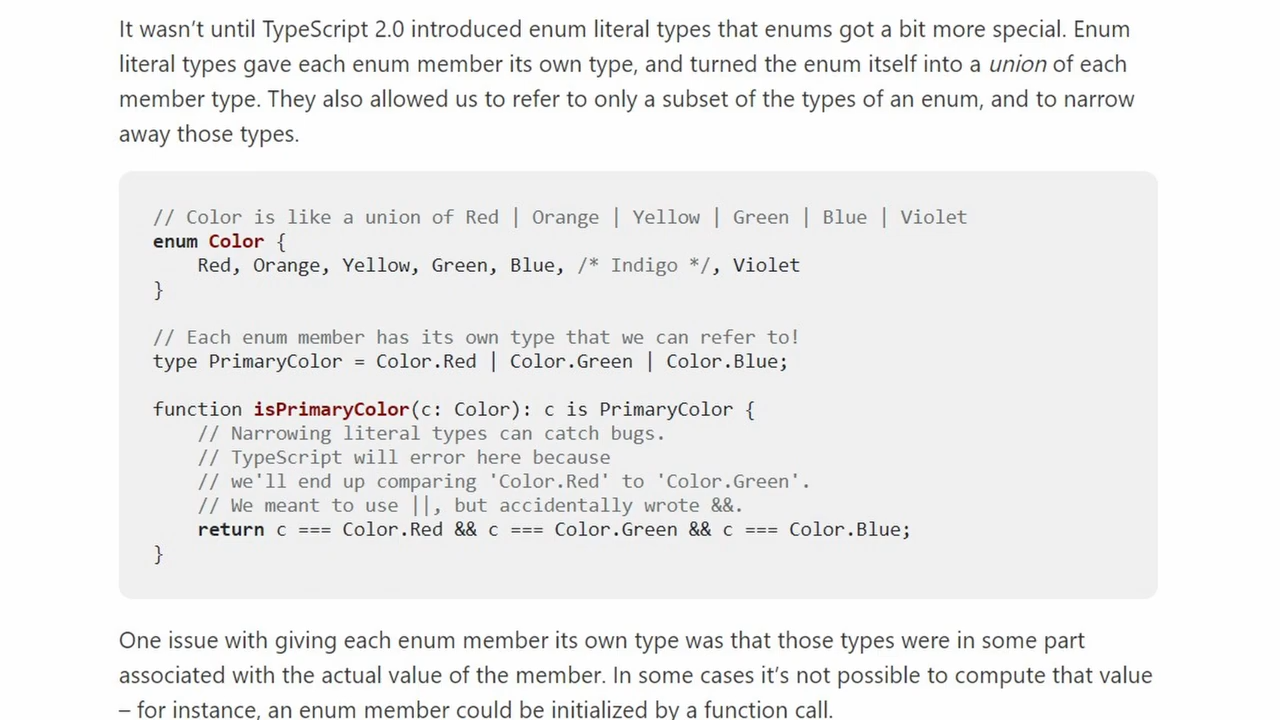 It wasn’t until TypeScript 2.0 introduced enum literal types that enums got a bit more special. Enum
literal types gave each enum member its own type, and turned the enum itself into a union of each
member type. They also allowed us to refer to only a subset of the types of an enum, and to narrow
away those types.
// Color is like a union of Red | Orange | Yellow | Green | Blue | Violet
enum Color {
    Red, Orange, Yellow, Green, Blue, /* Indigo */, Violet
}
// Each enum member has its own type that we can refer to!
type PrimaryColor = Color.Red | Color.Green | Color.Blue;
function isPrimaryColor(c: Color): c is PrimaryColor {
    // Narrowing literal types can catch bugs.
    // TypeScript will error here because
    // we'll end up comparing 'Color.Red' to 'Color.Green'.
    // We meant to use ||, but accidentally wrote &&.
    return c === Color.Red && c === Color.Green && c === Color.Blue;
}
One issue with giving each enum member its own type was that those types were in some part
associated with the actual value of the member. In some cases it’s not possible to compute that value
– for instance, an enum member could be initialized by a function call.